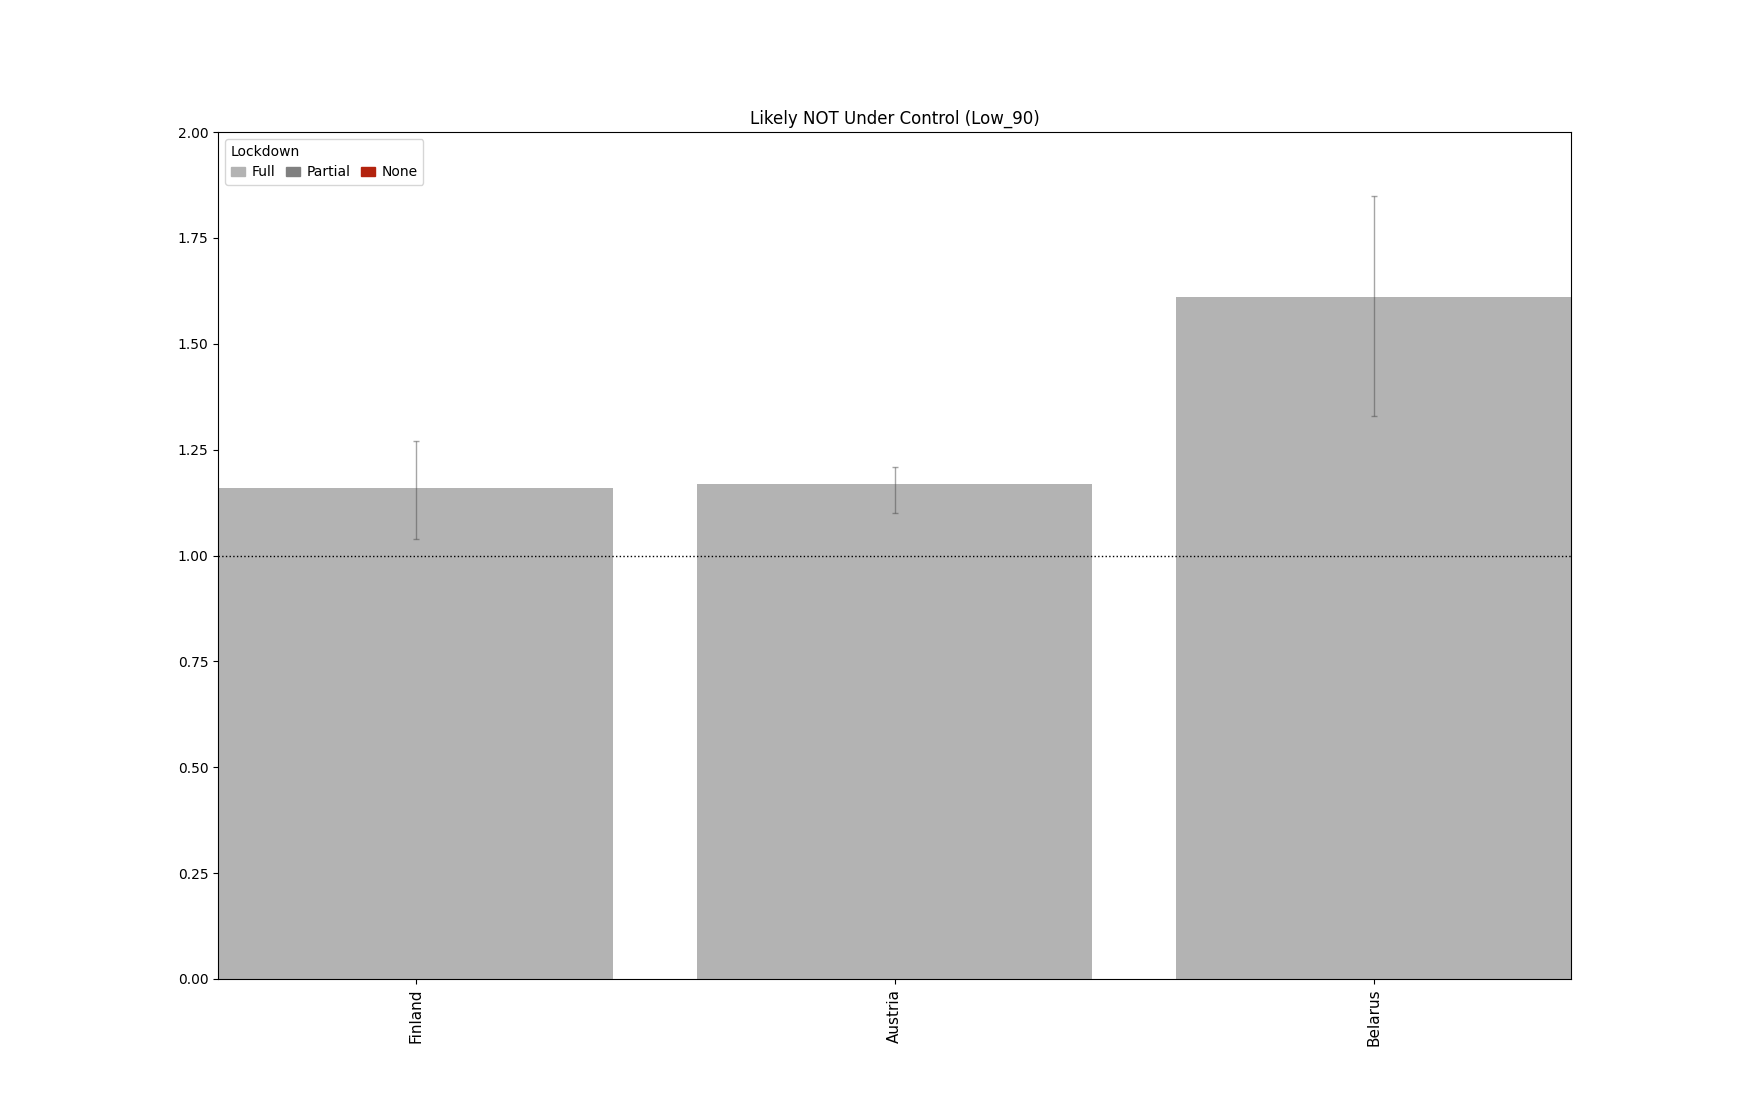 Likely NOT Under Control (Low_90)
2.00
Lockdown
Full Partial None
1.75
1.50
1.25
1.00
0.75
0.50
0.25
0.00
Finland
Austria
Belarus